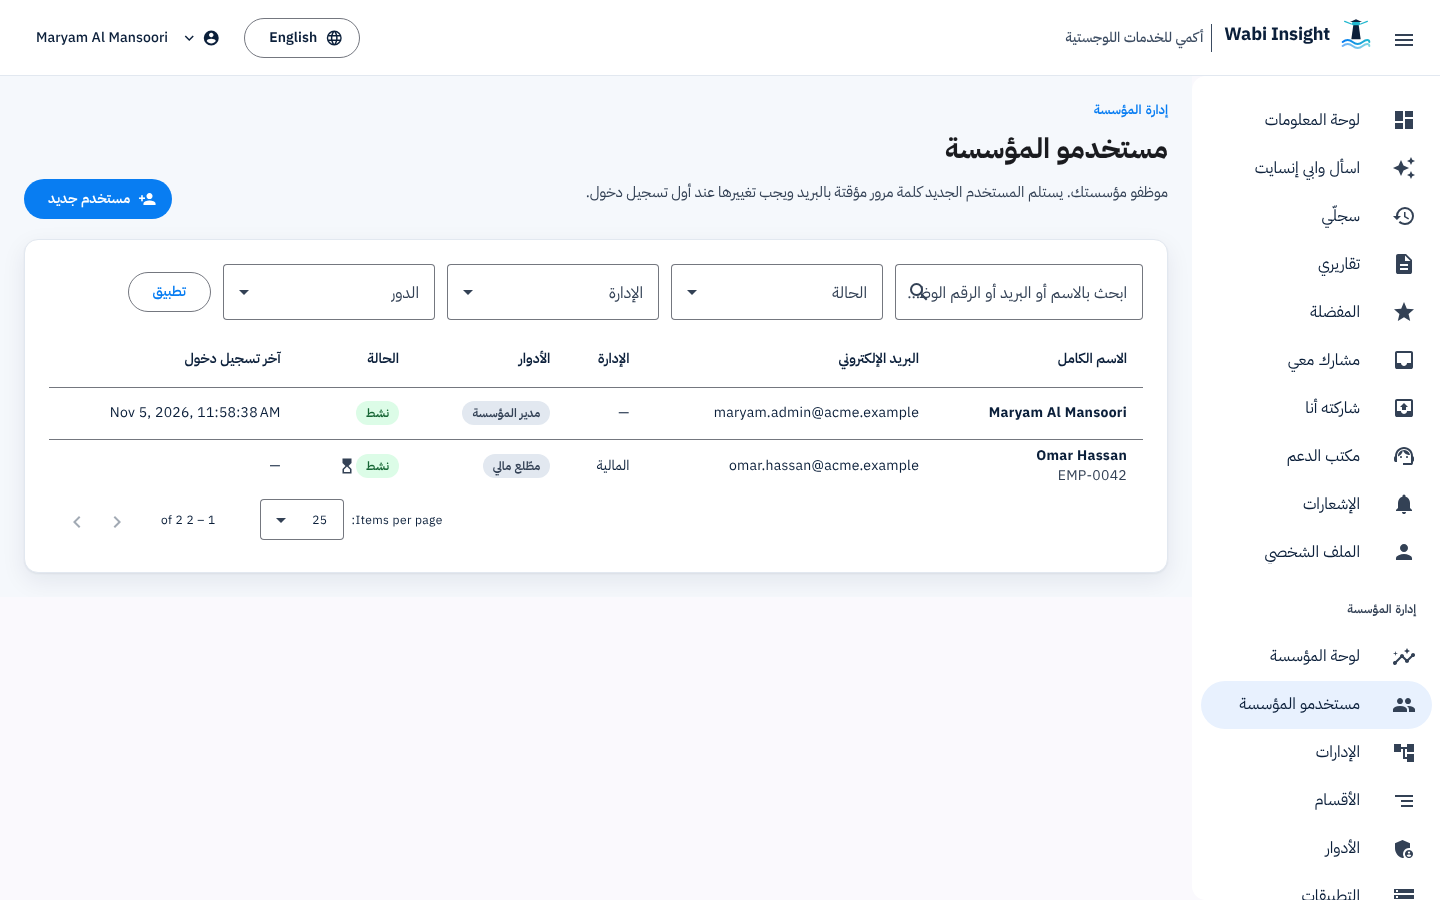 Wabi Insight
أكمي للخدمات اللوجستية
English
Maryam Al Mansoori
لوحة المعلومات
اسأل وابي إنسايت
سجلّي
تقاريري
المفضلة
مشارك معي
شاركته أنا
مكتب الدعم
الإشعارات
الملف الشخصي
إدارة المؤسسة
لوحة المؤسسة
مستخدمو المؤسسة
الإدارات
الأقسام
الأدوار
التطبيقات
إدارة المؤسسة
مستخدمو المؤسسة
موظفو مؤسستك. يستلم المستخدم الجديد كلمة مرور مؤقتة بالبريد ويجب تغييرها عند أول تسجيل دخول.
مستخدم جديد
ابحث بالاسم أو البريد أو الرقم الوظ...
الحالة
الإدارة
الدور
تطبيق
الاسم الكامل البريد الإلكتروني الإدارة الأدوار الحالة آخر تسجيل دخول
Maryam Al Mansoori maryam.admin@acme.example — مدير المؤسسة نشط Nov 5, 2026, 11:58:38 AM
Omar Hassan omar.hassan@acme.example المالية مطّلع مالي نشط —
EMP-0042
:Items per page 25 of 2 2 – 1